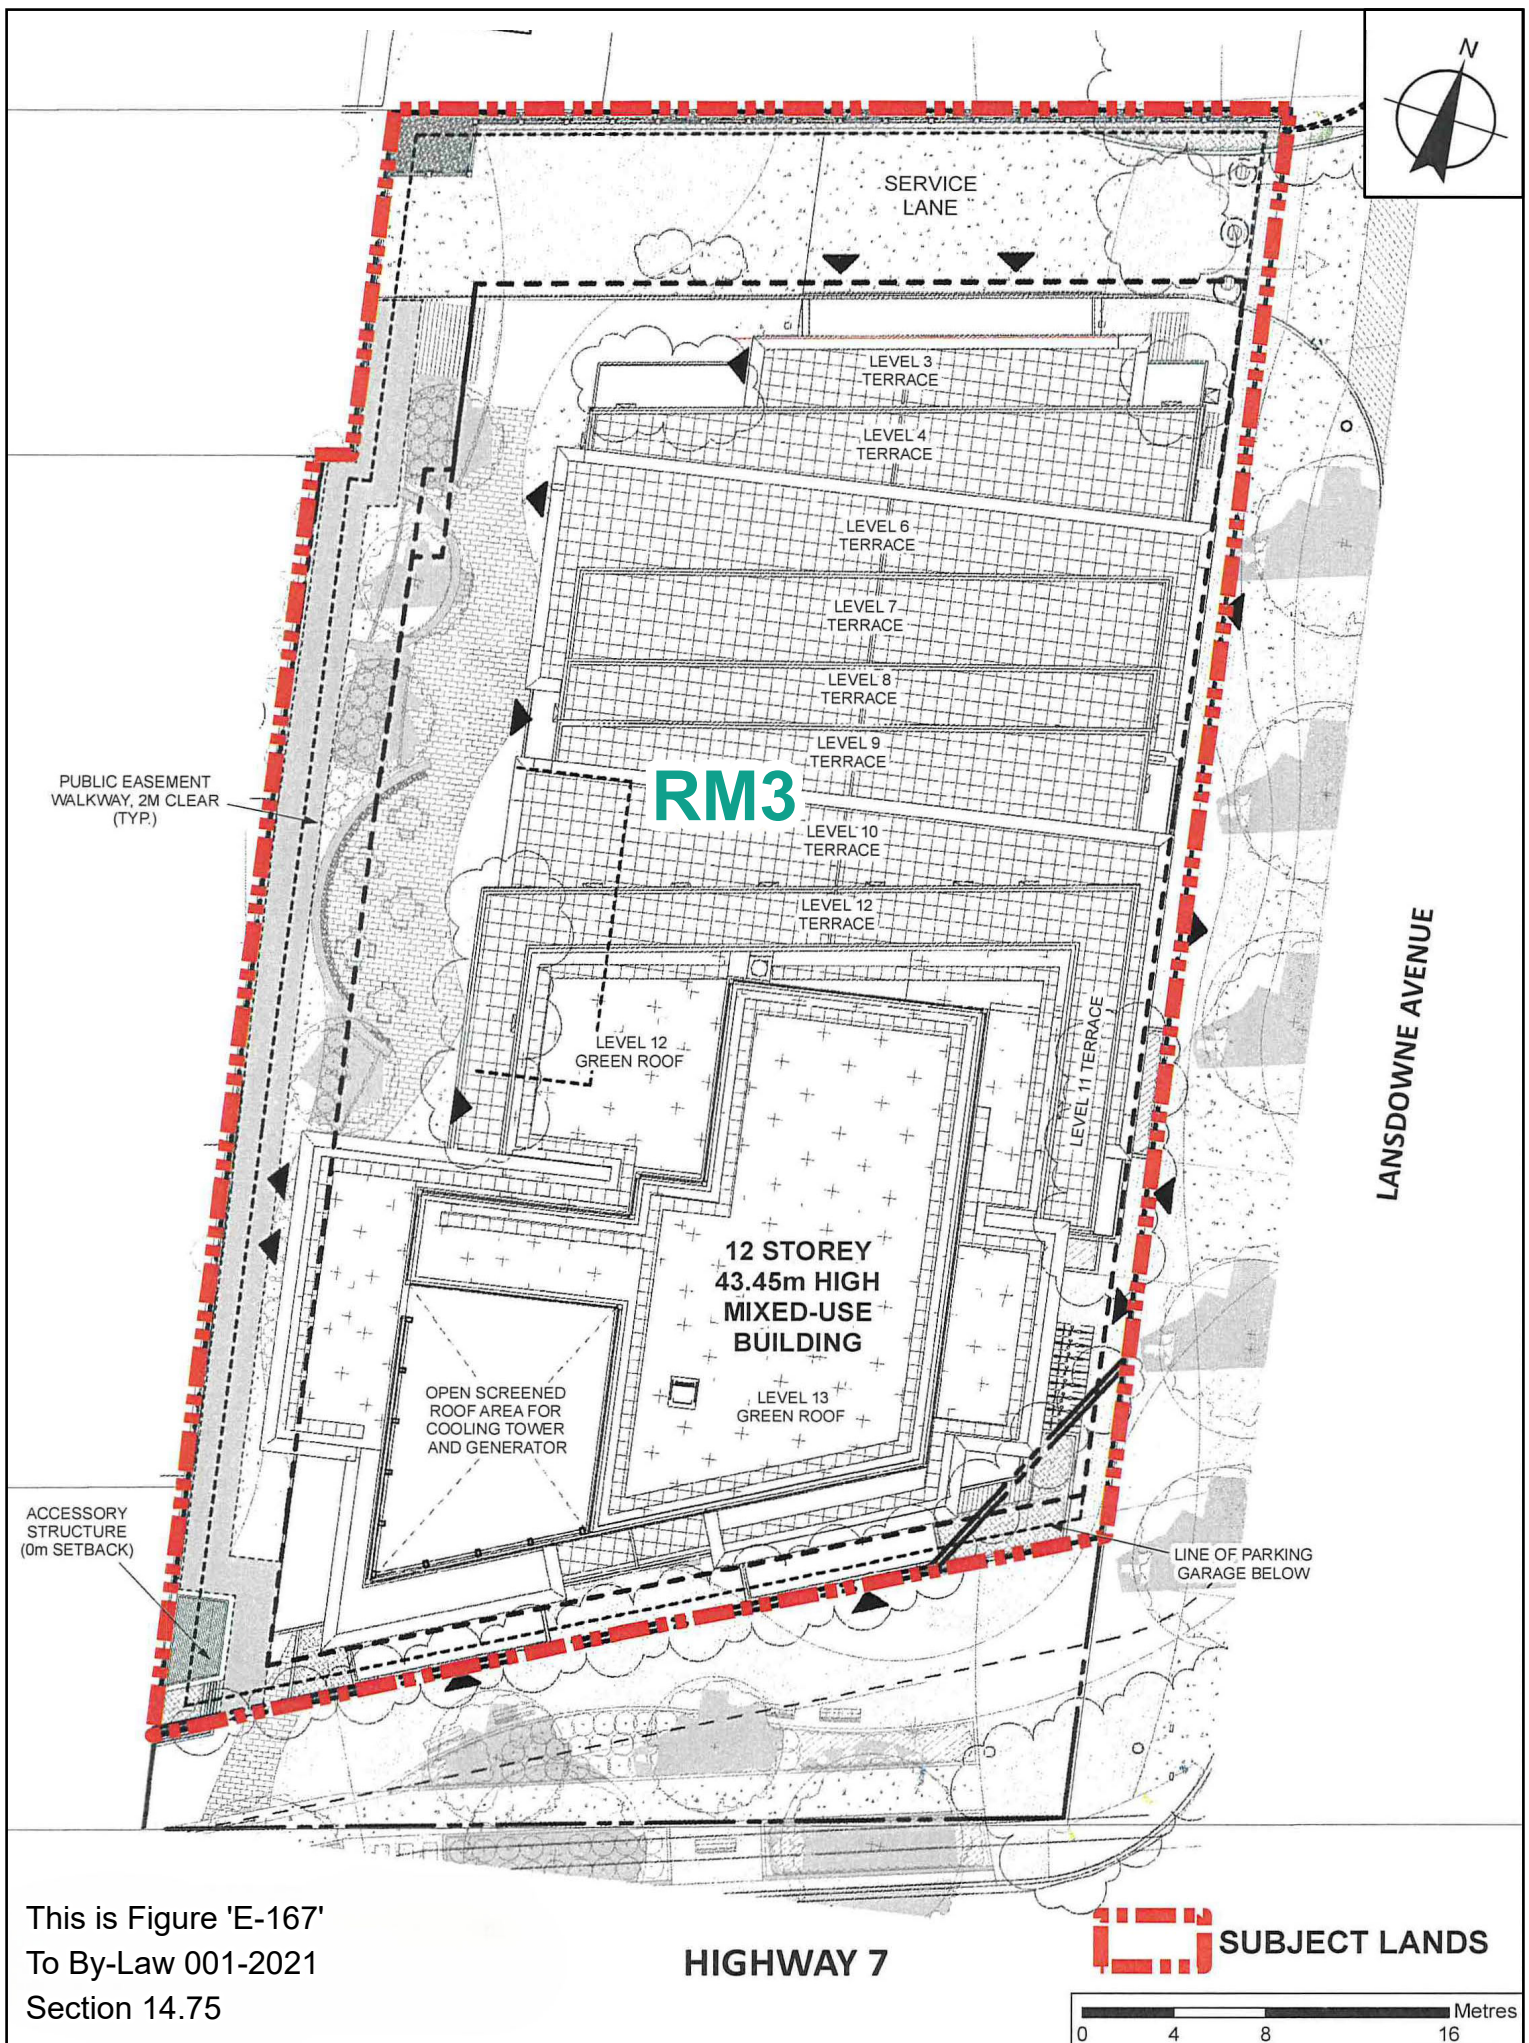 N
SERVICE
LANE
LEVEL 3
TERRACE
LEVEL 4
TERRACE
LEVEL 6
TERRACE
LEVEL 7
TERRACE
LEVEL 8
TERRACE
LEVEL 9
TERRACE
RM3
PUBLIC EASEMENT
WALKWAY, 2M CLEAR
(TYP.)
LEVEL 10
TERRACE
LEVEL 12
TERRACE
LEVEL 12
GREEN ROOF
LEVEL 11 TERRACE
LANSDOWNE AVENUE
12 STOREY
43.45m HIGH
MIXED-USE
BUILDING
OPEN SCREENED
ROOF AREA FOR
COOLING TOWER
AND GENERATOR
LEVEL 13
GREEN ROOF
ACCESSORY
STRUCTURE
(0m SETBACK)
LINE OF PARKING
GARAGE BELOW
This is Figure 'E-167'
To By-Law 001-2021
Section 14.75
HIGHWAY 7
SUBJECT LANDS
Metres
0 4 8 16